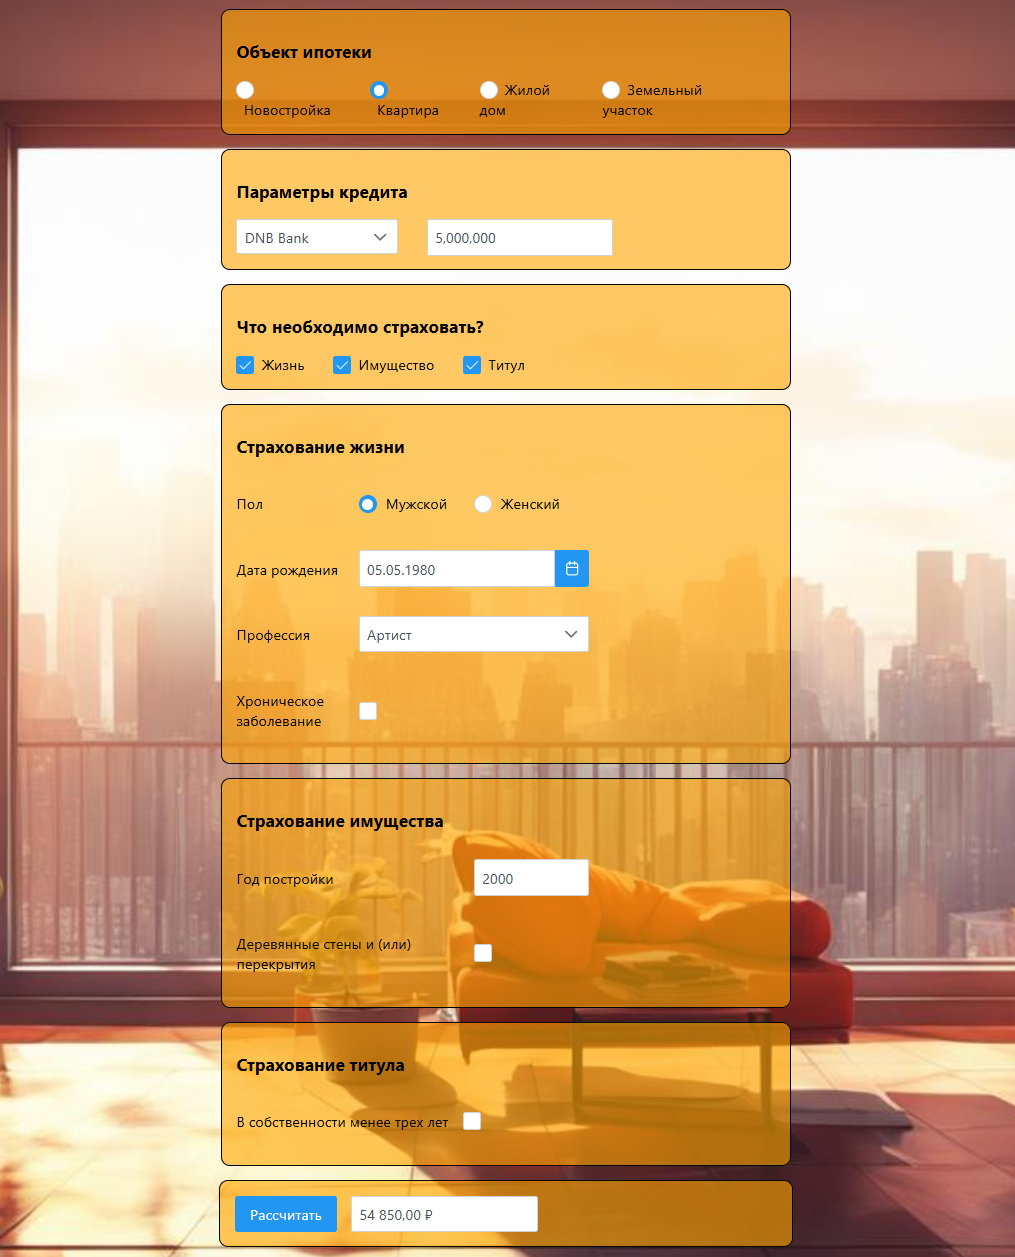 Объект ипотеки
Новостройка
Квартира
Жилой дом
Земельный участок
Параметры кредита
DNB Bank
5,000,000
Что необходимо страховать?
Жизнь Имущество Титул
Страхование жизни
Пол Мужской Женский
Дата рождения 05.05.1980
Профессия Артист
Хроническое
заболевание
Страхование имущества
Год постройки 2000
Деревянные стены и (или)
перекрытия
Страхование титула
В собственности менее трех лет
Рассчитать 54 850,00 ₽